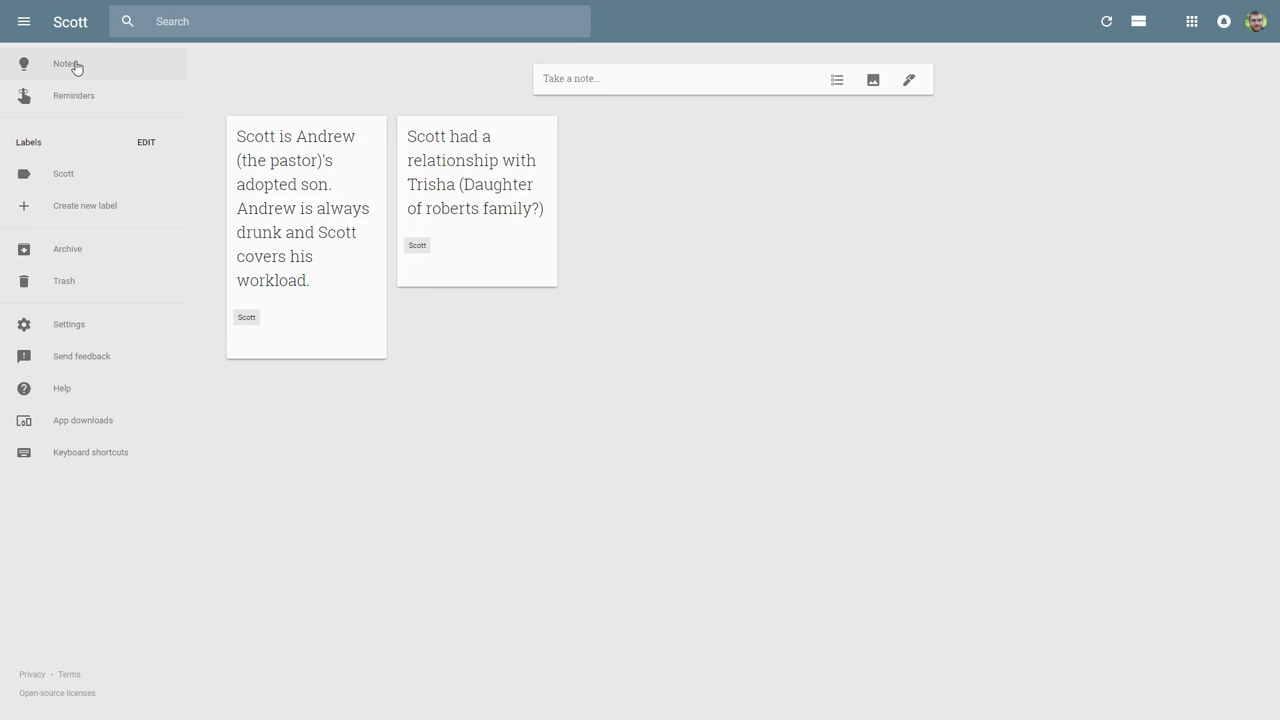 Scott
Search
Notes
Reminders
Labels EDIT
Scott
Create new label
Archive
Trash
Settings
Send feedback
Help
App downloads
Keyboard shortcuts
Privacy • Terms
Open-source licenses
Take a note...
Scott is Andrew
(the pastor)'s
adopted son.
Andrew is always
drunk and Scott
covers his
workload.
Scott
Scott had a
relationship with
Trisha (Daughter
of roberts family?)
Scott